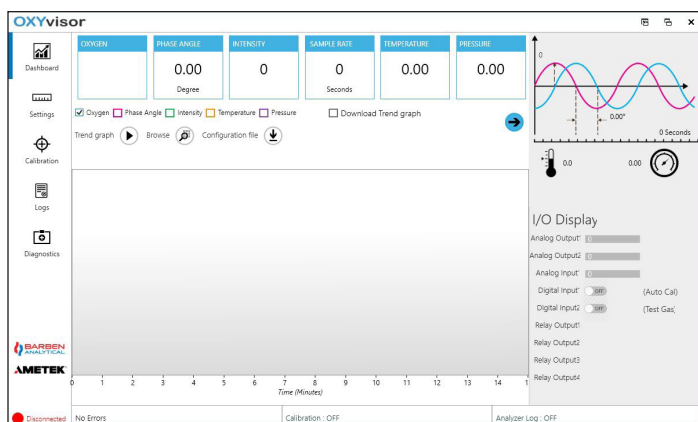 OXYvisor
Dashboard
Settings
Calibration
Logs
Diagnostics
BARBEN
ANALYTICAL
AMETEK
Disconnected
OXYGEN
PHASE ANGLE
0.00
Degree
INTENSITY
0
SAMPLE RATE
0
Seconds
TEMPERATURE
0.00
PRESSURE
0.00
Oxygen Phase Angle Intensity Temperature Pressure Download Trend graph
Trend graph Browse Configuration file
0 1 2 3 4 5 6 7 8 9 10 11 12 13 14 1
Time (Minutes)
0
0.00°
0 Seconds
0.0 0.00
I/O Display
Analog Output1 0
Analog Output2 0
Analog Input1 0
Digital Input1 OFF (Auto Cal)
Digital Input2 OFF (Test Gas)
Relay Output1
Relay Output2
Relay Output3
Relay Output4
No Errors
Calibration : OFF
Analyzer Log : OFF